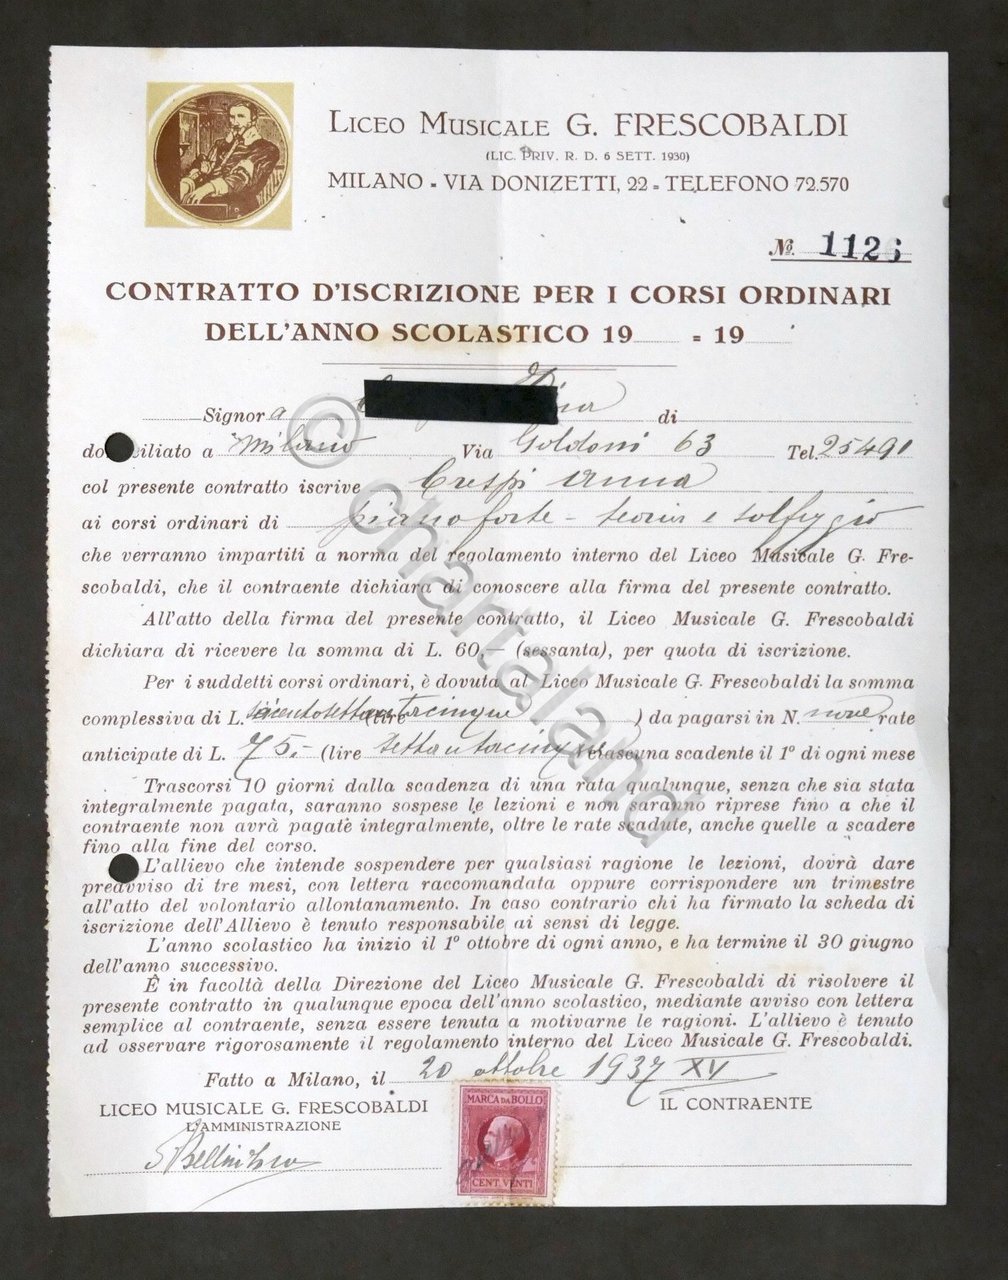 LICEO MUSICALE G. FRESCOBALDI
(LIC. PRIV. R. D. 6 SETT. 1930)
MILANO - VIA DONIZETTI, 22 - TELEFONO 72.570
№ 1126
CONTRATTO D'ISCRIZIONE PER I CORSI ORDINARI
DELL'ANNO SCOLASTICO 19 = 19
Signor a di
do iliato a Milano Via Goldoni 63 Tel. 25491
col presente contratto iscrive Crespi Anna
ai corsi ordinari di pianoforte - teoria e solfeggio
che verranno impartiti a norma del regolamento interno del Liceo Musicale G. Fre-
scobaldi, che il contraente dichiara di conoscere alla firma del presente contratto.
All'atto della firma del presente contratto, il Liceo Musicale G. Frescobaldi
dichiara di ricevere la somma di L. 60,- (sessanta), per quota di iscrizione.
Per i suddetti corsi ordinari, è dovuta al Liceo Musicale G. Frescobaldi la somma
complessiva di L. seicentosettantacinque (lire ) da pagarsi in N. nove rate
anticipate di L. 75.- (lire settantacinque ciascuna scadente il 1° di ogni mese
Trascorsi 10 giorni dalla scadenza di una rata qualunque, senza che sia stata
integralmente pagata, saranno sospese le lezioni e non saranno riprese fino a che il
contraente non avrà pagate integralmente, oltre le rate scadute, anche quelle a scadere
fino alla fine del corso.
L'allievo che intende sospendere per qualsiasi ragione le lezioni, dovrà dare
preavviso di tre mesi, con lettera raccomandata oppure corrispondere un trimestre
all'atto del volontario allontanamento. In caso contrario chi ha firmato la scheda di
iscrizione dell'Allievo è tenuto responsabile ai sensi di legge.
L'anno scolastico ha inizio il 1° ottobre di ogni anno, e ha termine il 30 giugno
dell'anno successivo.
È in facoltà della Direzione del Liceo Musicale G. Frescobaldi di risolvere il
presente contratto in qualunque epoca dell'anno scolastico, mediante avviso con lettera
semplice al contraente, senza essere tenuta a motivarne le ragioni. L'allievo è tenuto
ad osservare rigorosamente il regolamento interno del Liceo Musicale G. Frescobaldi.
Fatto a Milano, il 20 ottobre 1937 XV
LICEO MUSICALE G. FRESCOBALDI
L'AMMINISTRAZIONE
IL CONTRAENTE
MARCA DA BOLLO
CENT. VENTI
© chartaland